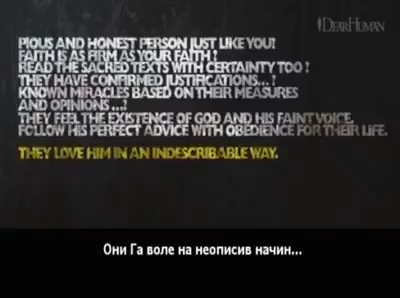 iDEARHUMAN
PIOUS AND HONEST PERSON JUST LIKE YOU?
FAITH IS AS FIRM AS YOUR FAITH?
READ THE SACRED TEXTS WITH CERTAINTY TOO?
THEY HAVE CONFIRMED JUSTIFICATIONS...?
KNOWN MIRACLES BASED ON THEIR MEASURES
AND OPINIONS...?
THEY FEEL THE EXISTENCE OF GOD AND HIS FAINT VOICE.
FOLLOW HIS PERFECT ADVICE WITH OBEDIENCE FOR THEIR LIFE.
THEY LOVE HIM IN AN INDESCRIBABLE WAY.
Они Га воле на неописив начин...